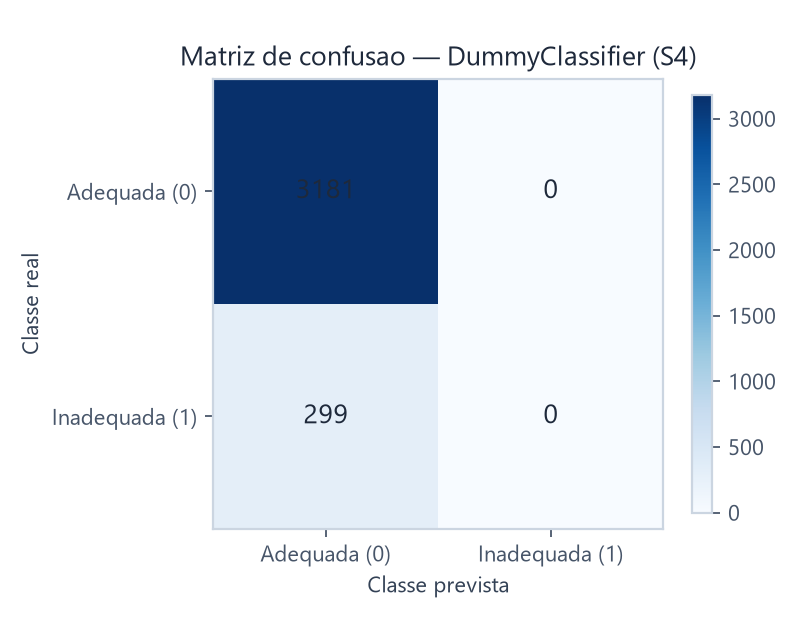 Matriz de confusao — DummyClassifier (S4)
Classe real
Adequada (0)
3181
0
Inadequada (1)
299
0
Adequada (0)
Inadequada (1)
Classe prevista
3000
2500
2000
1500
1000
500
0